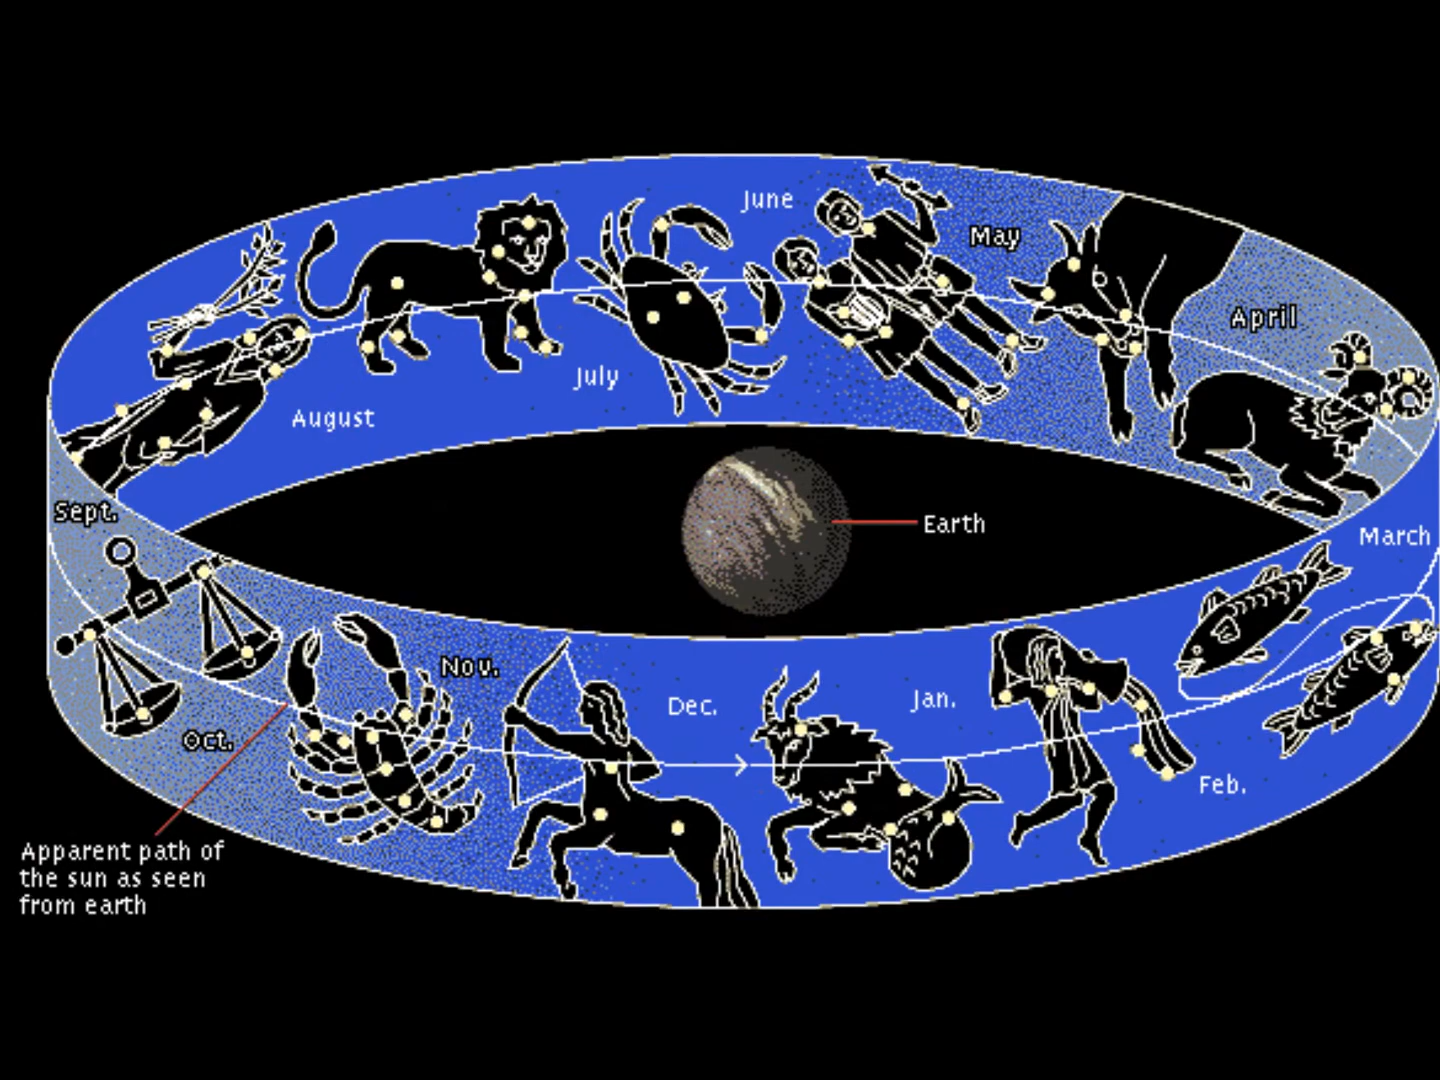 June
May
April
July
August
Sept.
Earth
March
Nov.
Dec.
Jan.
Oct.
Feb.
Apparent path of
the sun as seen
from earth